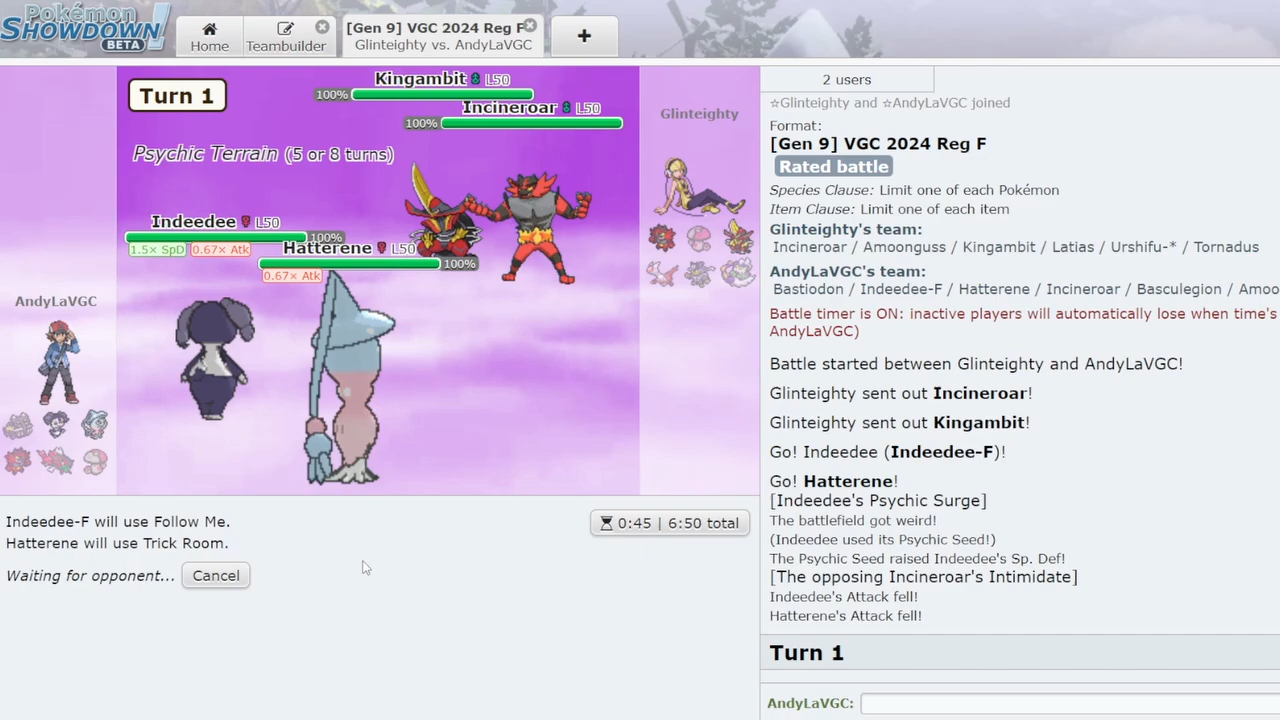 Pokémon
SHOWDOWN!
BETA
Home
Teambuilder
[Gen 9] VGC 2024 Reg F
Glinteighty vs. AndyLaVGC
+
Turn 1
Kingambit L50
100%
Incineroar L50
100%
Psychic Terrain (5 or 8 turns)
Indeedee L50
100%
1.5× SpD 0.67× Atk
Hatterene L50
100%
0.67× Atk
AndyLaVGC
Glinteighty
Indeedee-F will use Follow Me.
Hatterene will use Trick Room.
Waiting for opponent... Cancel
0:45 | 6:50 total
2 users
☆Glinteighty and ☆AndyLaVGC joined
Format:
[Gen 9] VGC 2024 Reg F
Rated battle
Species Clause: Limit one of each Pokémon
Item Clause: Limit one of each item
Glinteighty's team:
Incineroar / Amoonguss / Kingambit / Latias / Urshifu-* / Tornadus
AndyLaVGC's team:
Bastiodon / Indeedee-F / Hatterene / Incineroar / Basculegion / Amoo
Battle timer is ON: inactive players will automatically lose when time's
AndyLaVGC)
Battle started between Glinteighty and AndyLaVGC!
Glinteighty sent out Incineroar!
Glinteighty sent out Kingambit!
Go! Indeedee (Indeedee-F)!
Go! Hatterene!
[Indeedee's Psychic Surge]
The battlefield got weird!
(Indeedee used its Psychic Seed!)
The Psychic Seed raised Indeedee's Sp. Def!
[The opposing Incineroar's Intimidate]
Indeedee's Attack fell!
Hatterene's Attack fell!
Turn 1
AndyLaVGC: